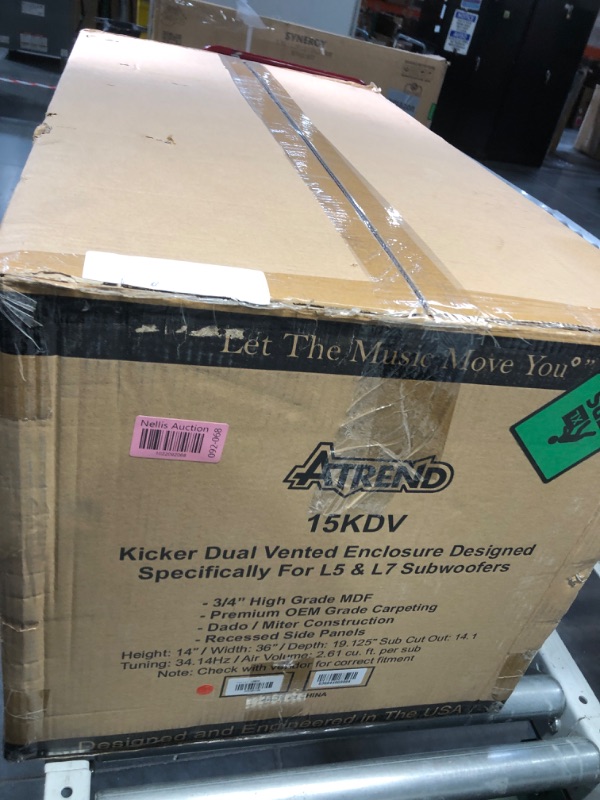 SYNERGY
NOTICE
Let The Music Move You°"
Nellis Auction
092-068
ATREND
15KDV
Kicker Dual Vented Enclosure Designed
Specifically For L5 & L7 Subwoofers
- 3/4" High Grade MDF
- Premium OEM Grade Carpeting
- Dado / Miter Construction
- Recessed Side Panels
Height: 14" / Width: 36" / Depth: 19.125" Sub Cut Out: 14.1
Tuning: 34.14Hz / Air Volume: 2.61 cu. ft. per sub
Note: Check with vendor for correct fitment
Designed and Engineered In The USA